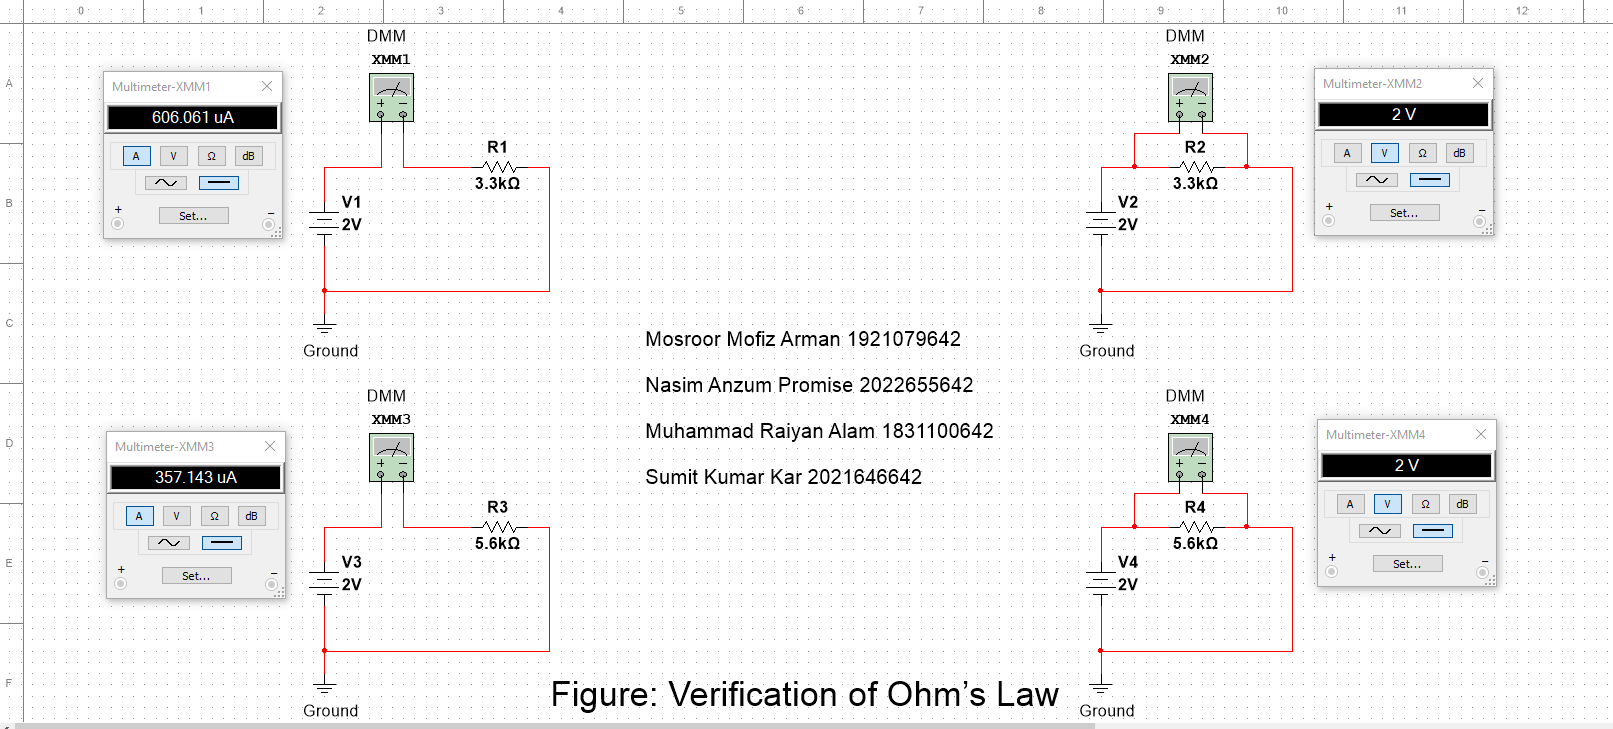 0 1 2 3 4 5 6 7 8 9 10 11 12
A
B
C
D
E
F
DMM
XMM1
Multimeter-XMM1
606.061 uA
A V Ω dB
Set...
+ −
R1
3.3kΩ
V1
2V
Ground
DMM
XMM2
Multimeter-XMM2
2 V
A V Ω dB
Set...
+ −
R2
3.3kΩ
V2
2V
Ground
Mosroor Mofiz Arman 1921079642
Nasim Anzum Promise 2022655642
Muhammad Raiyan Alam 1831100642
Sumit Kumar Kar 2021646642
DMM
XMM3
Multimeter-XMM3
357.143 uA
A V Ω dB
Set...
+ −
R3
5.6kΩ
V3
2V
Ground
DMM
XMM4
Multimeter-XMM4
2 V
A V Ω dB
Set...
+ −
R4
5.6kΩ
V4
2V
Ground
Figure: Verification of Ohm’s Law